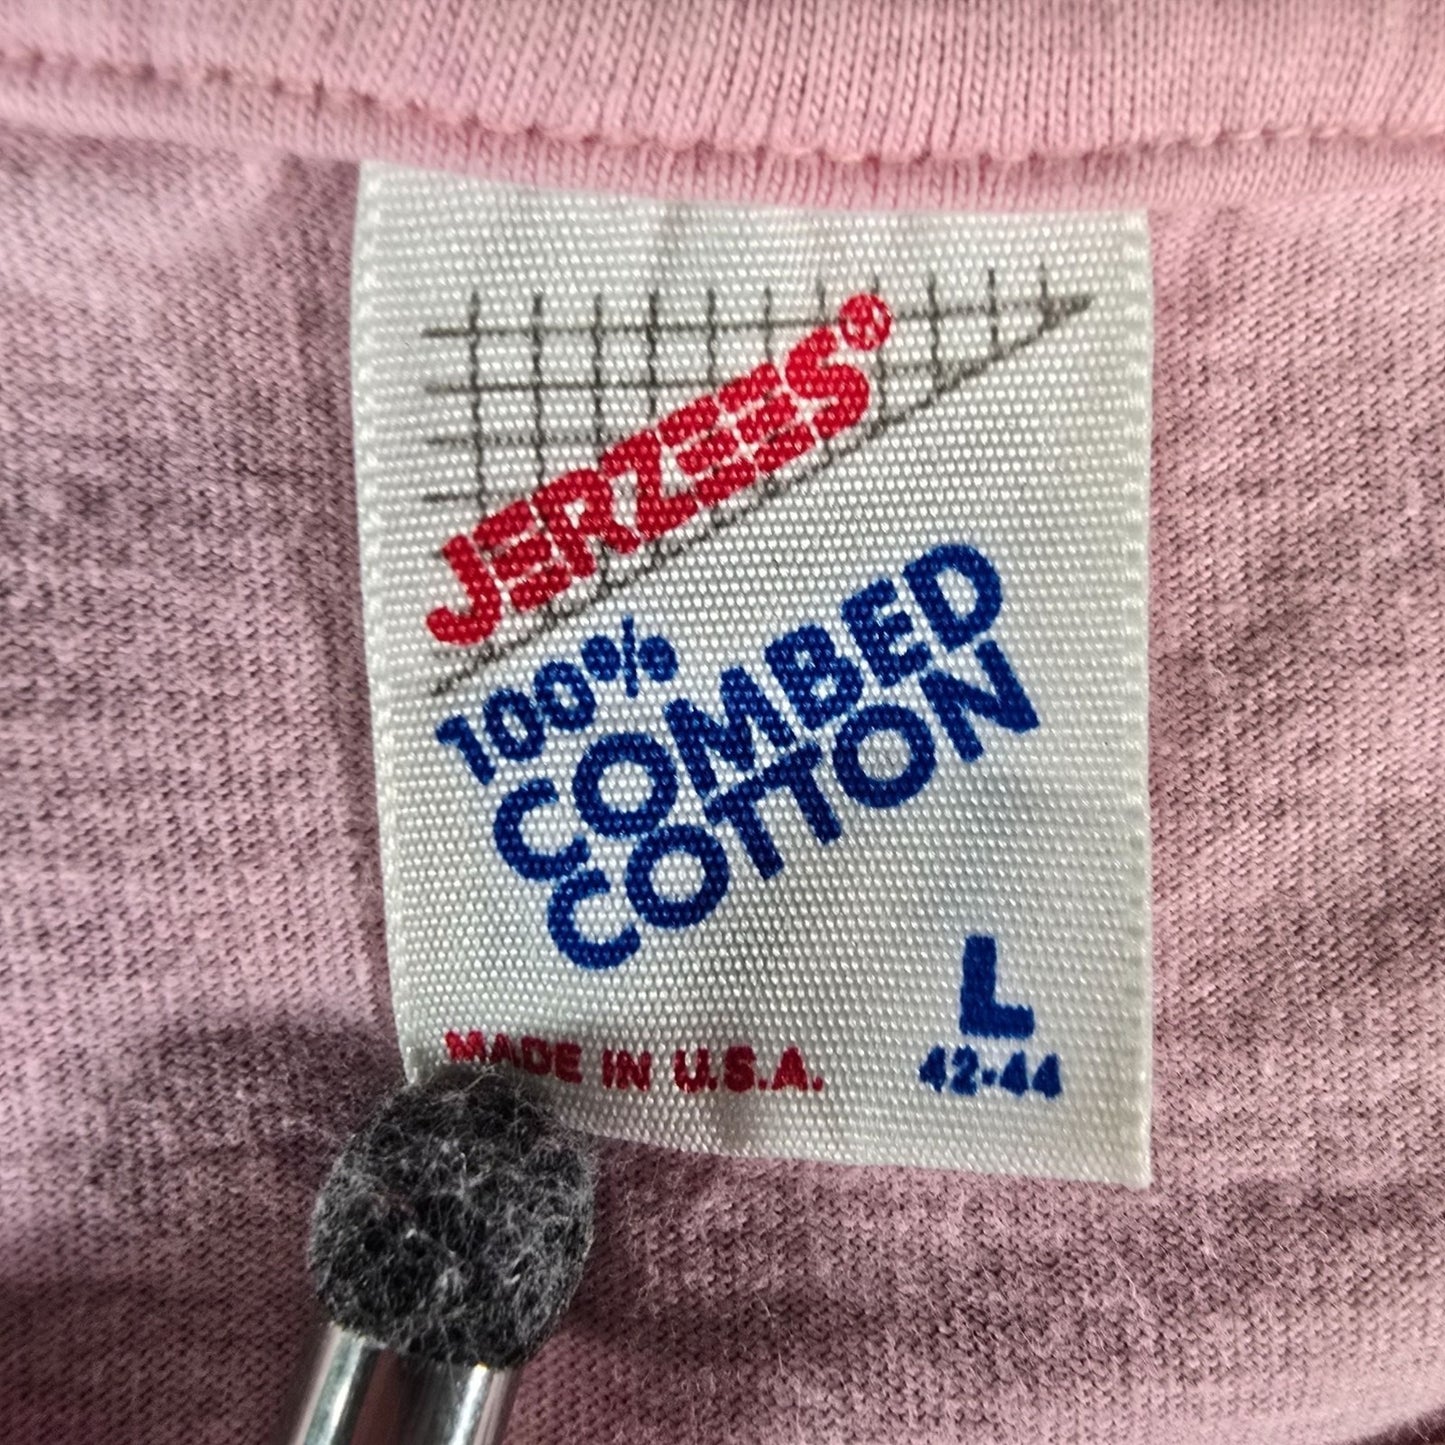 JERZEES®
100%
COMBED
COTTON
L
MADE IN U.S.A.
42-44